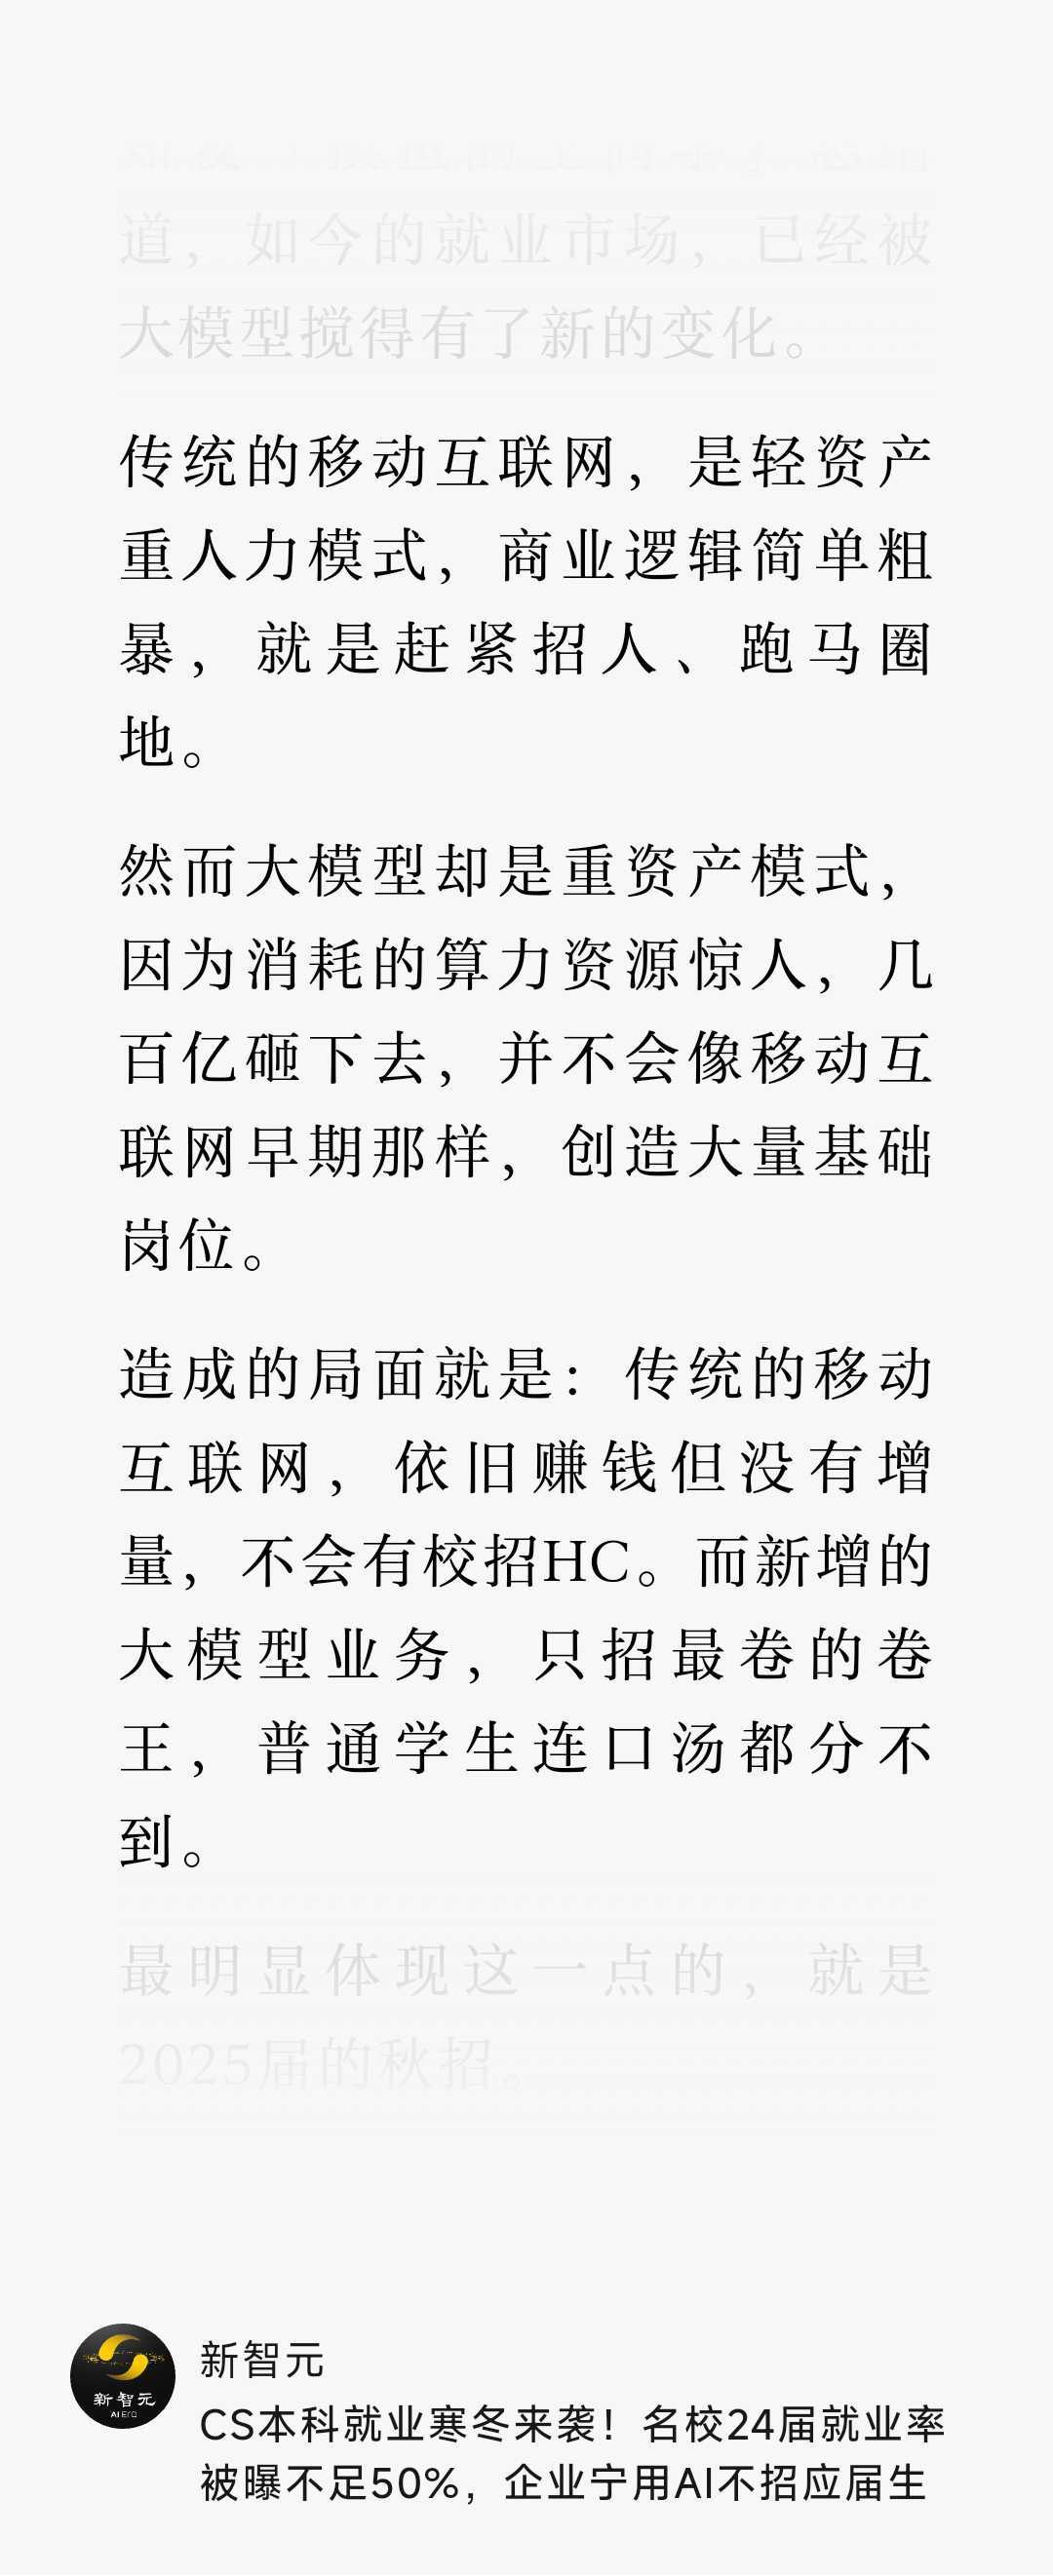 道，如今的就业市场，已经被
大模型搅得有了新的变化。
传统的移动互联网，是轻资产
重人力模式，商业逻辑简单粗
暴，就是赶紧招人、跑马圈
地。
然而大模型却是重资产模式，
因为消耗的算力资源惊人，几
百亿砸下去，并不会像移动互
联网早期那样，创造大量基础
岗位。
造成的局面就是：传统的移动
互联网，依旧赚钱但没有增
量，不会有校招HC。而新增的
大模型业务，只招最卷的卷
王，普通学生连口汤都分不
到。
最明显体现这一点的，就是
2025届的秋招。
新智元
AI Era
新智元
CS本科就业寒冬来袭！名校24届就业率
被曝不足50%，企业宁用AI不招应届生